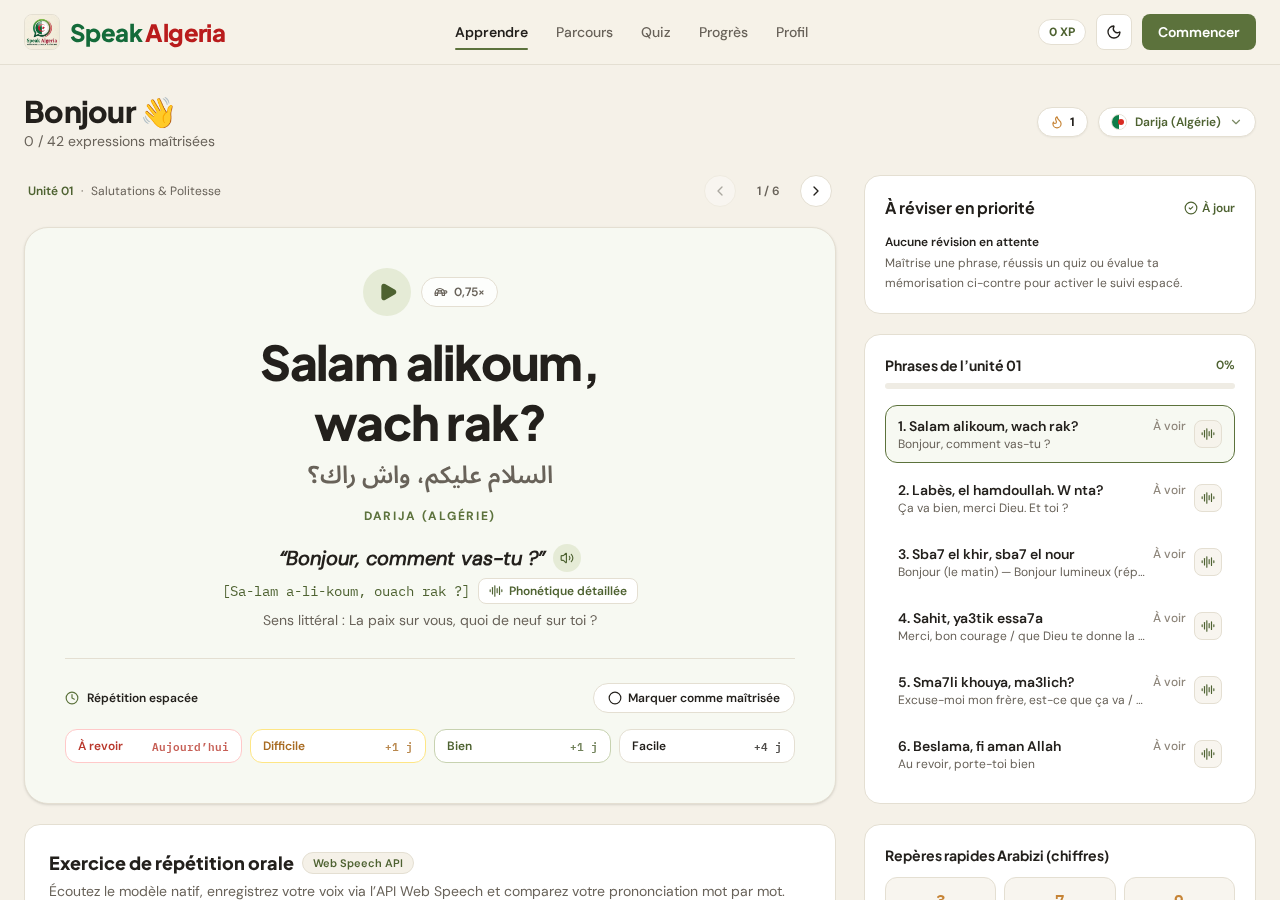 Speak Algeria
Speak Algeria
Apprendre
Parcours
Quiz
Progrès
Profil
0 XP
Commencer
Bonjour 👋
0 / 42 expressions maîtrisées
1
Darija (Algérie)
Unité 01 · Salutations & Politesse
1 / 6
0,75×
Salam alikoum,
wach rak?
السلام عليكم، واش راك؟
DARIJA (ALGÉRIE)
“Bonjour, comment vas-tu ?”
[Sa-lam a-li-koum, ouach rak ?]
Phonétique détaillée
Sens littéral : La paix sur vous, quoi de neuf sur toi ?
Répétition espacée
Marquer comme maîtrisée
À revoir Aujourd’hui
Difficile +1 j
Bien +1 j
Facile +4 j
Exercice de répétition orale
Web Speech API
Écoutez le modèle natif, enregistrez votre voix via l’API Web Speech et comparez votre prononciation mot par mot.
À réviser en priorité
À jour
Aucune révision en attente
Maîtrise une phrase, réussis un quiz ou évalue ta
mémorisation ci-contre pour activer le suivi espacé.
Phrases de l’unité 01
0%
1. Salam alikoum, wach rak?
À voir
Bonjour, comment vas-tu ?
2. Labès, el hamdoullah. W nta?
À voir
Ça va bien, merci Dieu. Et toi ?
3. Sba7 el khir, sba7 el nour
À voir
Bonjour (le matin) — Bonjour lumineux (rép…
4. Sahit, ya3tik essa7a
À voir
Merci, bon courage / que Dieu te donne la …
5. Sma7li khouya, ma3lich?
À voir
Excuse-moi mon frère, est-ce que ça va / …
6. Beslama, fi aman Allah
À voir
Au revoir, porte-toi bien
Repères rapides Arabizi (chiffres)
3
7
9